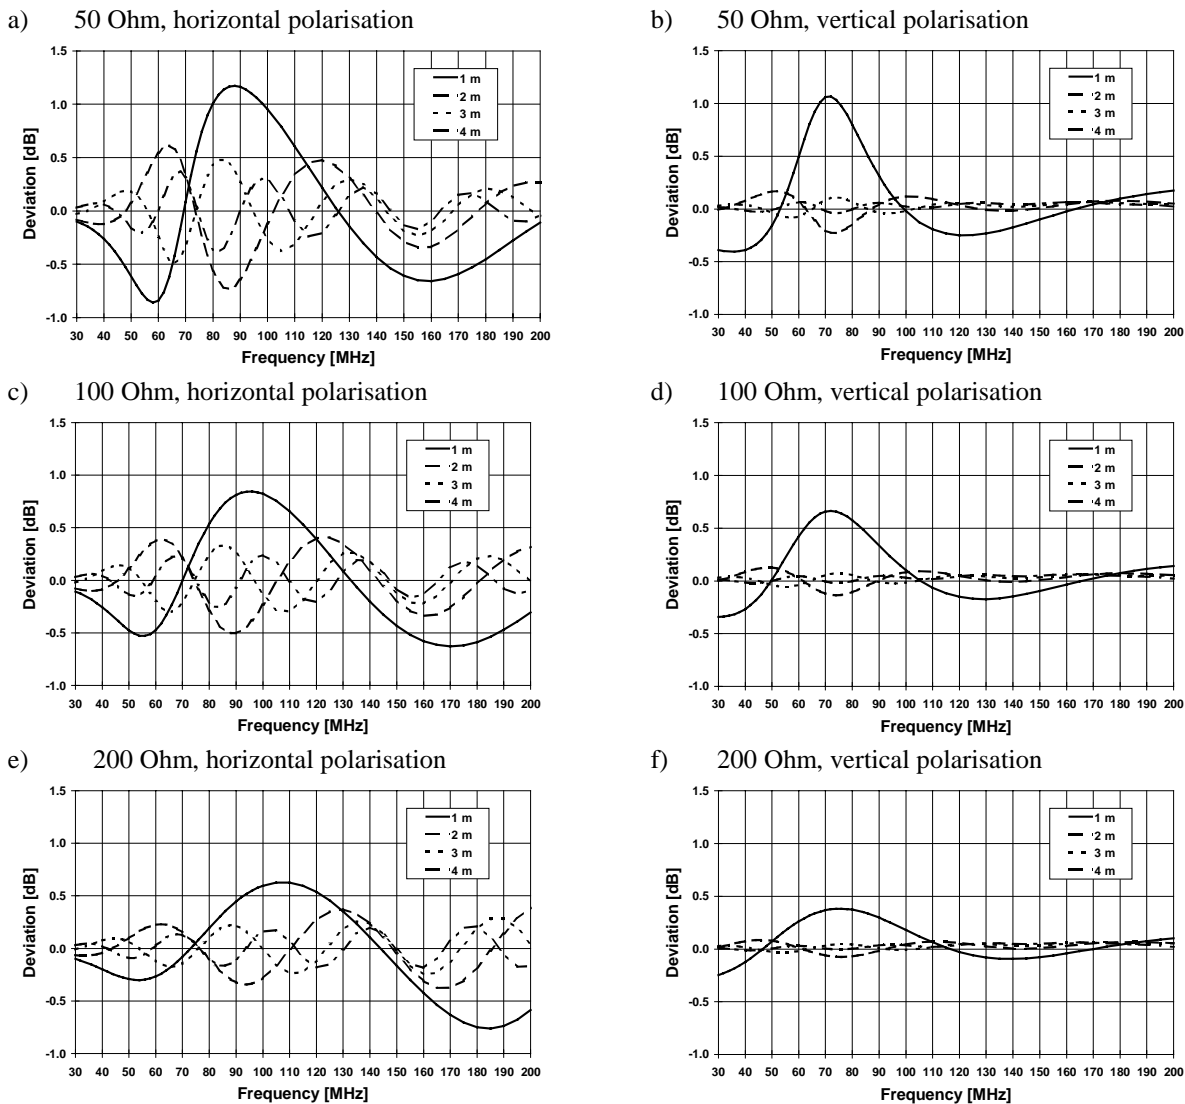 a) 50 Ohm, horizontal polarisation
1.5
1.0
0.5
0.0
-0.5
-1.0
Deviation [dB]
1 m
2 m
3 m
4 m
30 40 50 60 70 80 90 100 110 120 130 140 150 160 170 180 190 200
Frequency [MHz]
b) 50 Ohm, vertical polarisation
1.5
1.0
0.5
0.0
-0.5
-1.0
Deviation [dB]
1 m
2 m
3 m
4 m
30 40 50 60 70 80 90 100 110 120 130 140 150 160 170 180 190 200
Frequency [MHz]
c) 100 Ohm, horizontal polarisation
1.5
1.0
0.5
0.0
-0.5
-1.0
Deviation [dB]
1 m
2 m
3 m
4 m
30 40 50 60 70 80 90 100 110 120 130 140 150 160 170 180 190 200
Frequency [MHz]
d) 100 Ohm, vertical polarisation
1.5
1.0
0.5
0.0
-0.5
-1.0
Deviation [dB]
1 m
2 m
3 m
4 m
30 40 50 60 70 80 90 100 110 120 130 140 150 160 170 180 190 200
Frequency [MHz]
e) 200 Ohm, horizontal polarisation
1.5
1.0
0.5
0.0
-0.5
-1.0
Deviation [dB]
1 m
2 m
3 m
4 m
30 40 50 60 70 80 90 100 110 120 130 140 150 160 170 180 190 200
Frequency [MHz]
f) 200 Ohm, vertical polarisation
1.5
1.0
0.5
0.0
-0.5
-1.0
Deviation [dB]
1 m
2 m
3 m
4 m
30 40 50 60 70 80 90 100 110 120 130 140 150 160 170 180 190 200
Frequency [MHz]